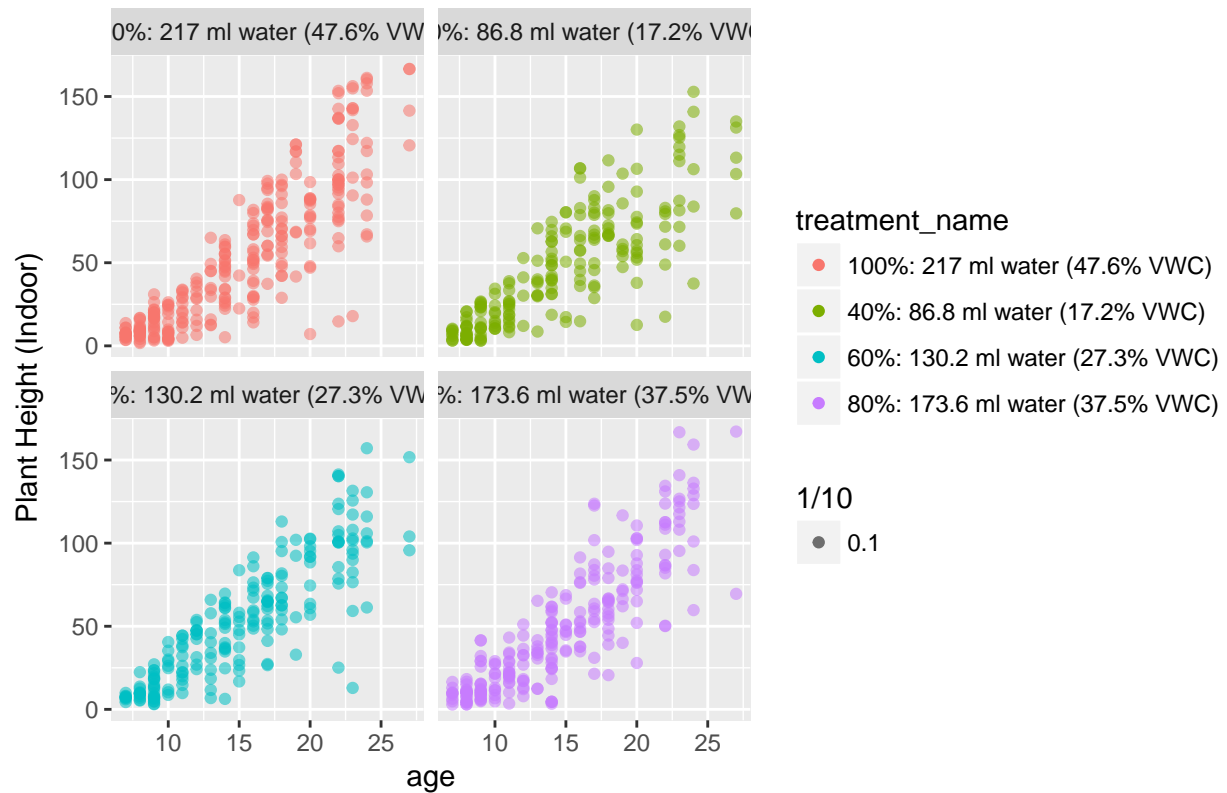 0%: 217 ml water (47.6% VW
0%: 86.8 ml water (17.2% VWC
150
100
50
0
Plant Height (Indoor)
%: 130.2 ml water (27.3% VW
%: 173.6 ml water (37.5% VW
150
100
50
0
10 15 20 25
10 15 20 25
age
treatment_name
100%: 217 ml water (47.6% VWC)
40%: 86.8 ml water (17.2% VWC)
60%: 130.2 ml water (27.3% VWC)
80%: 173.6 ml water (37.5% VWC)
1/10
0.1